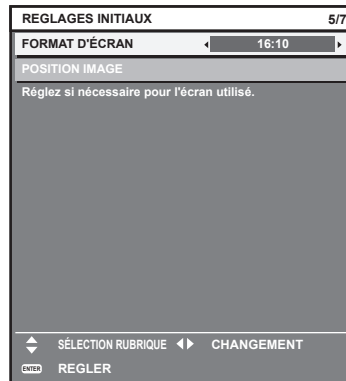 REGLAGES INITIAUX 5/7
FORMAT D'ÉCRAN 16:10
POSITION IMAGE
Réglez si nécessaire pour l'écran utilisé.
SÉLECTION RUBRIQUE CHANGEMENT
ENTER REGLER